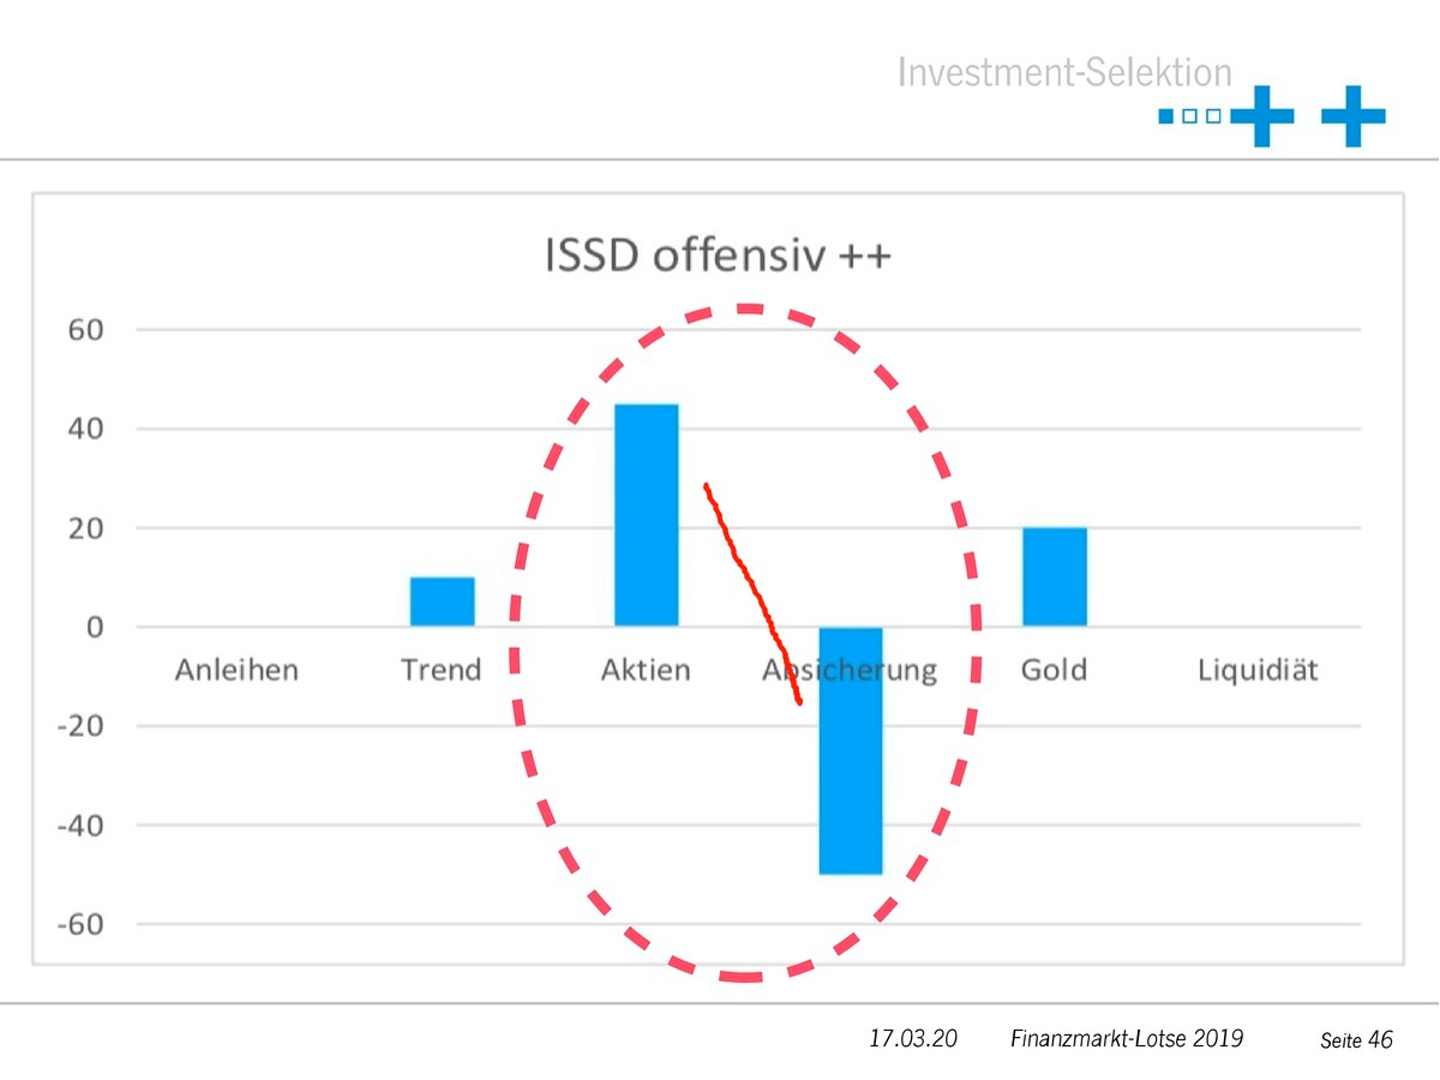 Investment-Selektion
ISSD offensiv ++
60
40
20
0
Anleihen Trend Aktien Absicherung Gold Liquidiät
-20
-40
-60
17.03.20 Finanzmarkt-Lotse 2019 Seite 46